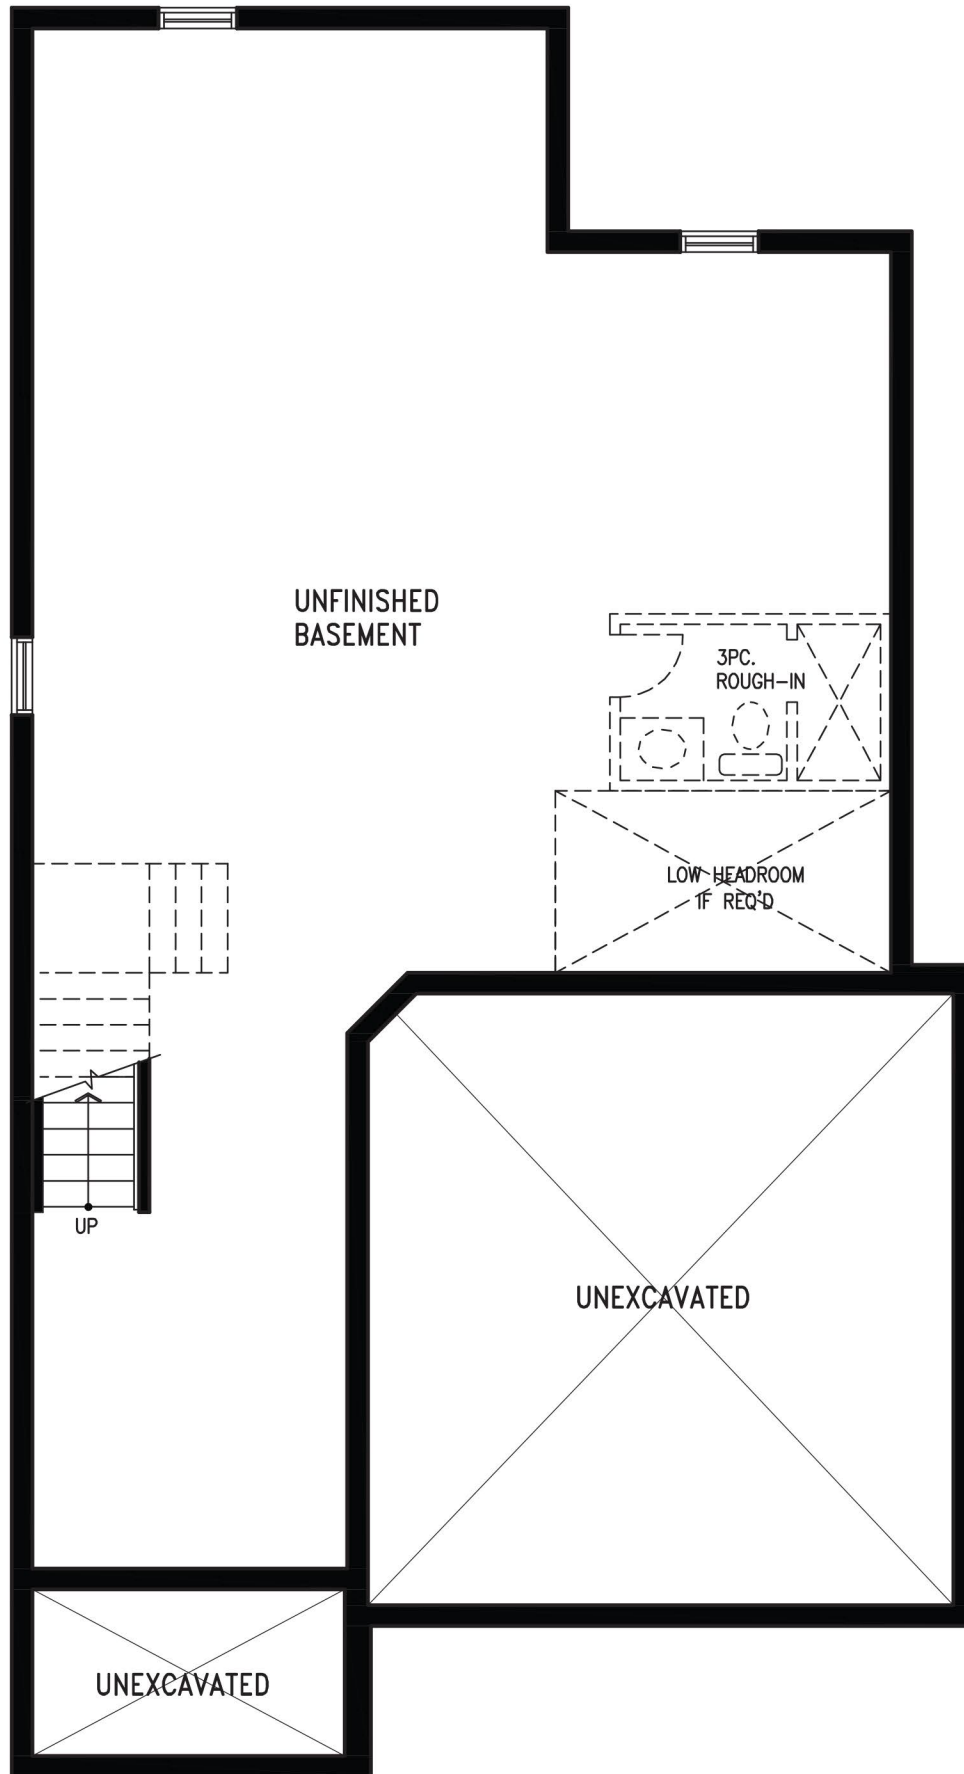 UNFINISHED
BASEMENT
3PC.
ROUGH-IN
LOW HEADROOM
IF REQ'D
UP
UNEXCAVATED
UNEXCAVATED